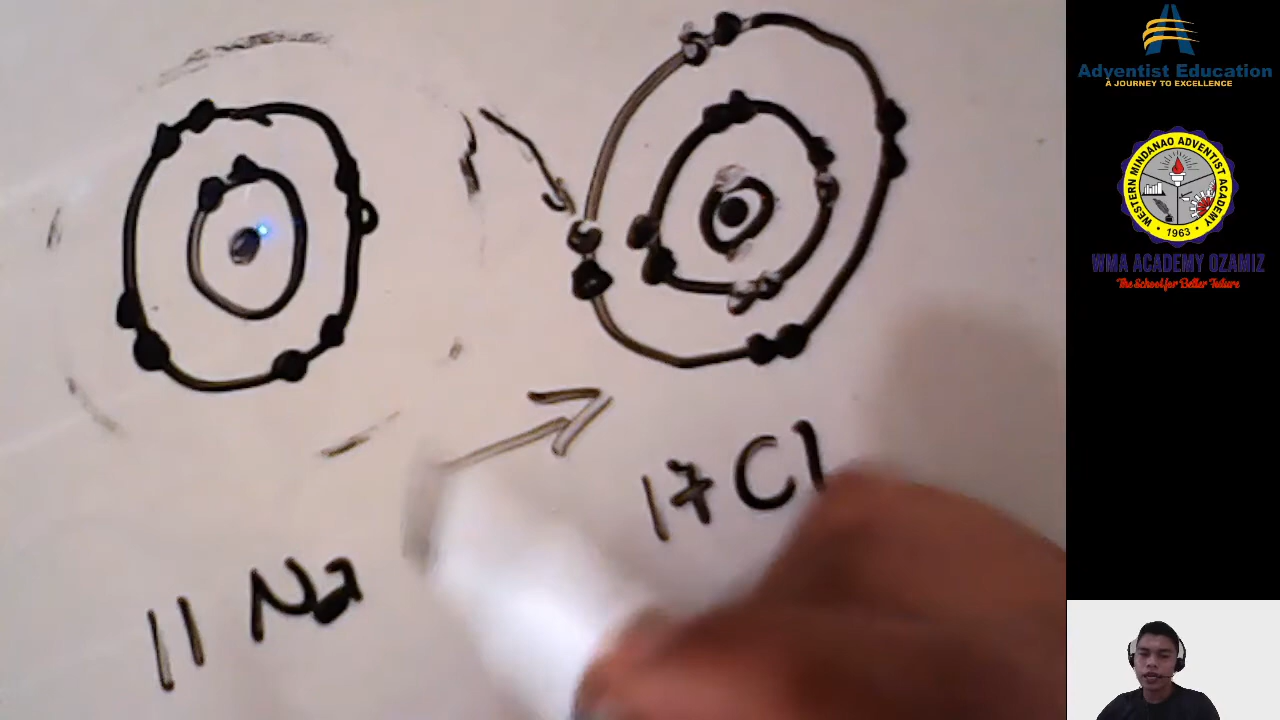 11 Na
17 Cl
Adventist Education
A JOURNEY TO EXCELLENCE
WESTERN MINDANAO ADVENTIST ACADEMY
• 1963 •
WMA ACADEMY OZAMIZ
The School for Better Future